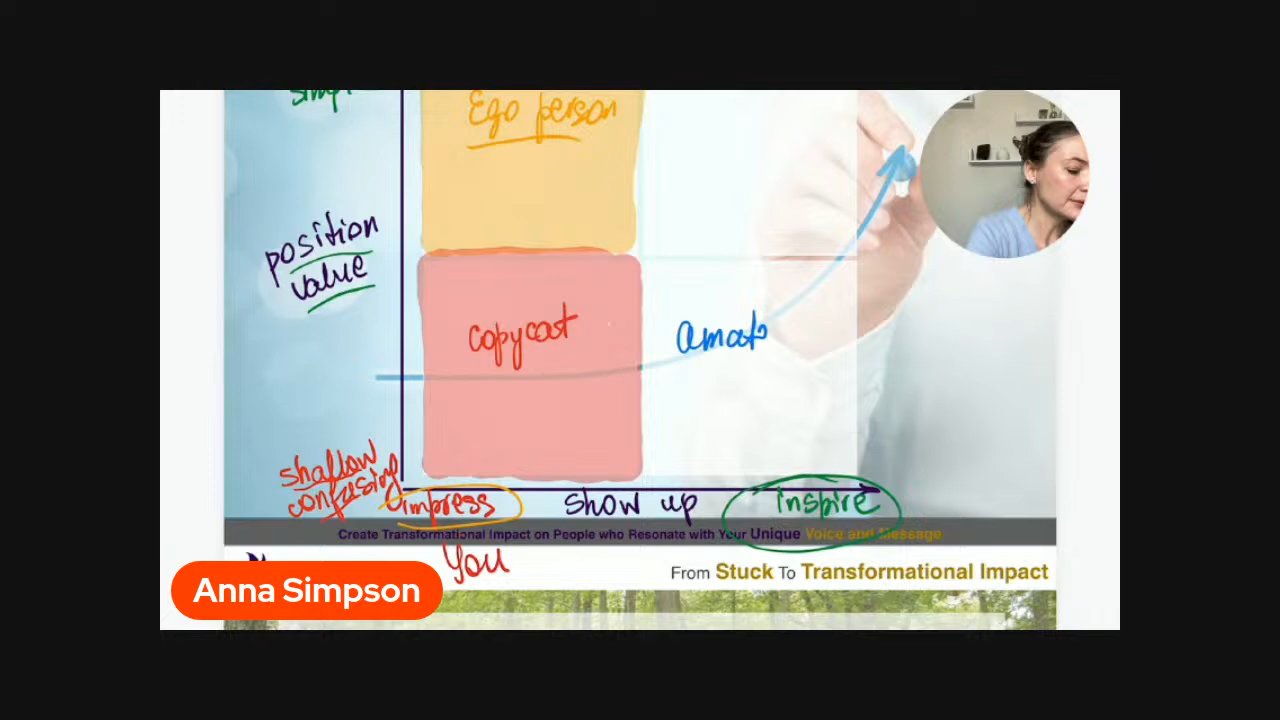 Ego person
position
value
copycat
amat
shallow
confusing
impress
show up
inspire
Create Transformational Impact on People who Resonate with Your Unique Voice and Message
You
From Stuck To Transformational Impact
Anna Simpson